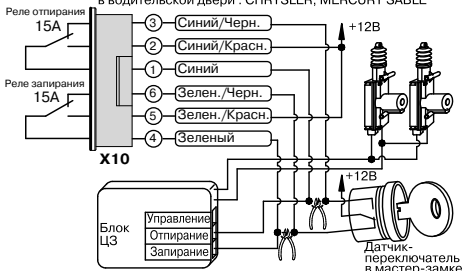 в водительской двери : CHRYSLER, MERCURY SABLE
Реле отпирания
15А
3 Синий/Черн.
+12В
2 Синий/Красн.
1 Синий
Реле запирания
15А
6 Зелен./Черн.
5 Зелен./Красн.
4 Зеленый
X10
+12В
Блок
ЦЗ
Управление
Отпирание
Запирание
Датчик-
переключатель
в мастер-замке